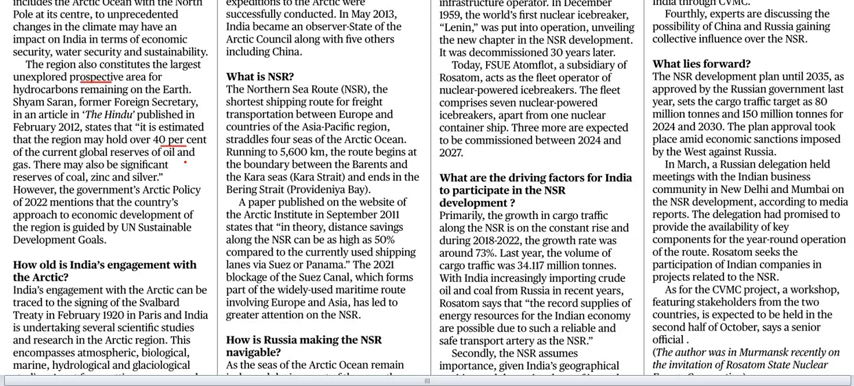 includes the Arctic Ocean with the North
Pole at its centre, to unprecedented
changes in the climate may have an
impact on India in terms of economic
security, water security and sustainability.
The region also constitutes the largest
unexplored prospective area for
hydrocarbons remaining on the Earth.
Shyam Saran, former Foreign Secretary,
in an article in ‘The Hindu’ published in
February 2012, states that “it is estimated
that the region may hold over 40 per cent
of the current global reserves of oil and
gas. There may also be significant
reserves of coal, zinc and silver.”
However, the government’s Arctic Policy
of 2022 mentions that the country’s
approach to economic development of
the region is guided by UN Sustainable
Development Goals.
How old is India’s engagement with
the Arctic?
India’s engagement with the Arctic can be
traced to the signing of the Svalbard
Treaty in February 1920 in Paris and India
is undertaking several scientific studies
and research in the Arctic region. This
encompasses atmospheric, biological,
marine, hydrological and glaciological
expeditions to the Arctic were
successfully conducted. In May 2013,
India became an observer-State of the
Arctic Council along with five others
including China.
What is NSR?
The Northern Sea Route (NSR), the
shortest shipping route for freight
transportation between Europe and
countries of the Asia-Pacific region,
straddles four seas of the Arctic Ocean.
Running to 5,600 km, the route begins at
the boundary between the Barents and
the Kara seas (Kara Strait) and ends in the
Bering Strait (Provideniya Bay).
A paper published on the website of
the Arctic Institute in September 2011
states that “in theory, distance savings
along the NSR can be as high as 50%
compared to the currently used shipping
lanes via Suez or Panama.” The 2021
blockage of the Suez Canal, which forms
part of the widely-used maritime route
involving Europe and Asia, has led to
greater attention on the NSR.
How is Russia making the NSR
navigable?
As the seas of the Arctic Ocean remain
infrastructure operator. In December
1959, the world’s first nuclear icebreaker,
“Lenin,” was put into operation, unveiling
the new chapter in the NSR development.
It was decommissioned 30 years later.
Today, FSUE Atomflot, a subsidiary of
Rosatom, acts as the fleet operator of
nuclear-powered icebreakers. The fleet
comprises seven nuclear-powered
icebreakers, apart from one nuclear
container ship. Three more are expected
to be commissioned between 2024 and
2027.
What are the driving factors for India
to participate in the NSR
development ?
Primarily, the growth in cargo traffic
along the NSR is on the constant rise and
during 2018-2022, the growth rate was
around 73%. Last year, the volume of
cargo traffic was 34.117 million tonnes.
With India increasingly importing crude
oil and coal from Russia in recent years,
Rosatom says that “the record supplies of
energy resources for the Indian economy
are possible due to such a reliable and
safe transport artery as the NSR.”
Secondly, the NSR assumes
importance, given India’s geographical
India through CVMC.
Fourthly, experts are discussing the
possibility of China and Russia gaining
collective influence over the NSR.
What lies forward?
The NSR development plan until 2035, as
approved by the Russian government last
year, sets the cargo traffic target as 80
million tonnes and 150 million tonnes for
2024 and 2030. The plan approval took
place amid economic sanctions imposed
by the West against Russia.
In March, a Russian delegation held
meetings with the Indian business
community in New Delhi and Mumbai on
the NSR development, according to media
reports. The delegation had promised to
provide the availability of key
components for the year-round operation
of the route. Rosatom seeks the
participation of Indian companies in
projects related to the NSR.
As for the CVMC project, a workshop,
featuring stakeholders from the two
countries, is expected to be held in the
second half of October, says a senior
official .
(The author was in Murmansk recently on
the invitation of Rosatom State Nuclear